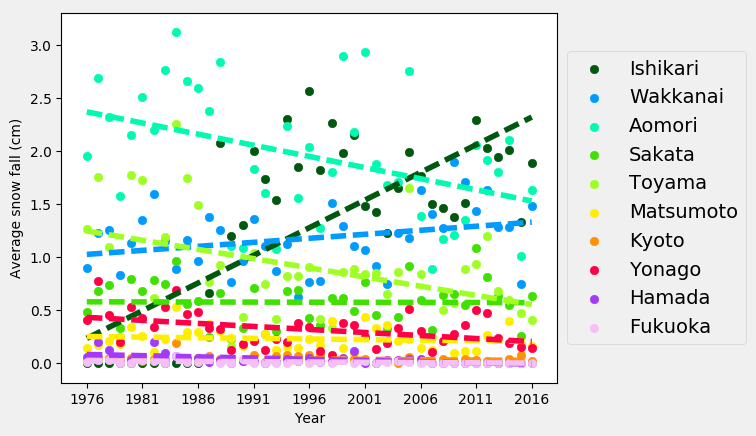 3.0
2.5
2.0
1.5
1.0
0.5
0.0
Average snow fall (cm)
1976 1981 1986 1991 1996 2001 2006 2011 2016
Year
Ishikari
Wakkanai
Aomori
Sakata
Toyama
Matsumoto
Kyoto
Yonago
Hamada
Fukuoka